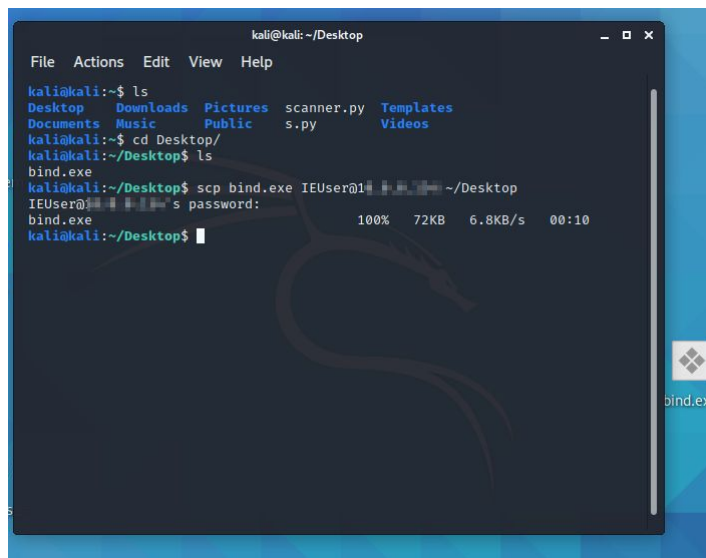 kali@kali: ~/Desktop
File Actions Edit View Help
kali@kali:~$ ls
Desktop Downloads Pictures scanner.py Templates
Documents Music Public s.py Videos
kali@kali:~$ cd Desktop/
kali@kali:~/Desktop$ ls
bind.exe
kali@kali:~/Desktop$ scp bind.exe IEUser@1 ~/Desktop
IEUser@ 's password:
bind.exe 100% 72KB 6.8KB/s 00:10
kali@kali:~/Desktop$
bind.ex